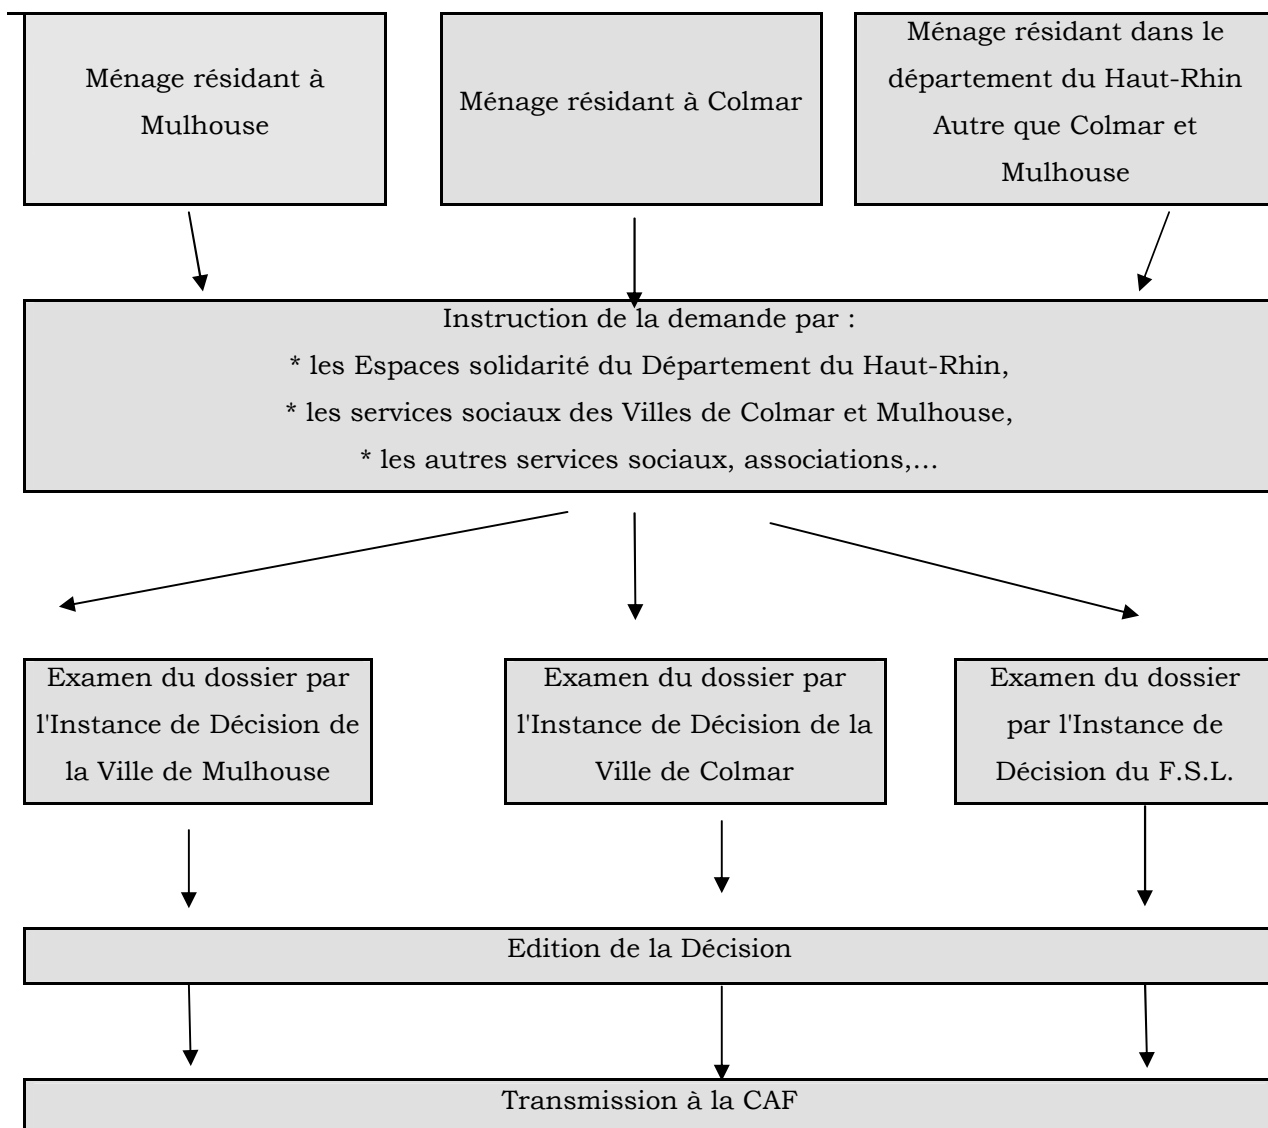 Ménage résidant à
Mulhouse
Ménage résidant à Colmar
Ménage résidant dans le
département du Haut-Rhin
Autre que Colmar et
Mulhouse
Instruction de la demande par :
* les Espaces solidarité du Département du Haut-Rhin,
* les services sociaux des Villes de Colmar et Mulhouse,
* les autres services sociaux, associations,…
Examen du dossier par
l'Instance de Décision de
la Ville de Mulhouse
Examen du dossier par
l'Instance de Décision de la
Ville de Colmar
Examen du dossier
par l'Instance de
Décision du F.S.L.
Edition de la Décision
Transmission à la CAF